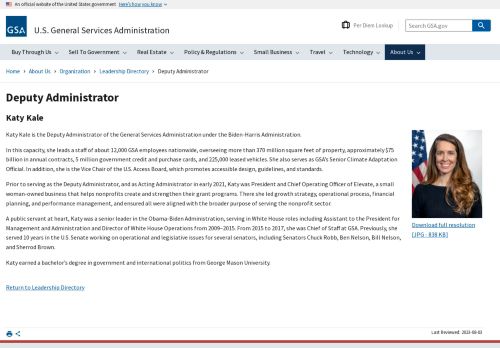 An official website of the United States government Here's how you know
GSA
U.S. General Services Administration
Per Diem Lookup
Search GSA.gov
Buy Through Us
Sell To Government
Real Estate
Policy & Regulations
Small Business
Travel
Technology
About Us
Home > About Us > Organization > Leadership Directory > Deputy Administrator
Deputy Administrator
Katy Kale
Katy Kale is the Deputy Administrator of the General Services Administration under the Biden-Harris Administration.
In this capacity, she leads a staff of about 12,000 GSA employees nationwide, overseeing more than 370 million square feet of property, approximately $75
billion in annual contracts, 5 million government credit and purchase cards, and 225,000 leased vehicles. She also serves as GSA's Senior Climate Adaptation
Official. In addition, she is the Vice Chair of the U.S. Access Board, which promotes accessible design, guidelines, and standards.
Prior to serving as the Deputy Administrator, and as Acting Administrator in early 2021, Katy was President and Chief Operating Officer of Elevate, a small
woman-owned business that helps nonprofits create and strengthen their grant programs. There she led growth strategy, operational process, financial
planning, and performance management, and ensured all were aligned with the broader purpose of serving the nonprofit sector.
A public servant at heart, Katy was a senior leader in the Obama-Biden Administration, serving in White House roles including Assistant to the President for
Management and Administration and Director of White House Operations from 2009–2015. From 2015 to 2017, she was Chief of Staff at GSA. Previously, she
served 10 years in the U.S. Senate working on operational and legislative issues for several senators, including Senators Chuck Robb, Ben Nelson, Bill Nelson,
and Sherrod Brown.
Katy earned a bachelor's degree in government and international politics from George Mason University.
Download full resolution
[JPG - 838 KB]
Return to Leadership Directory
Last Reviewed: 2023-08-03